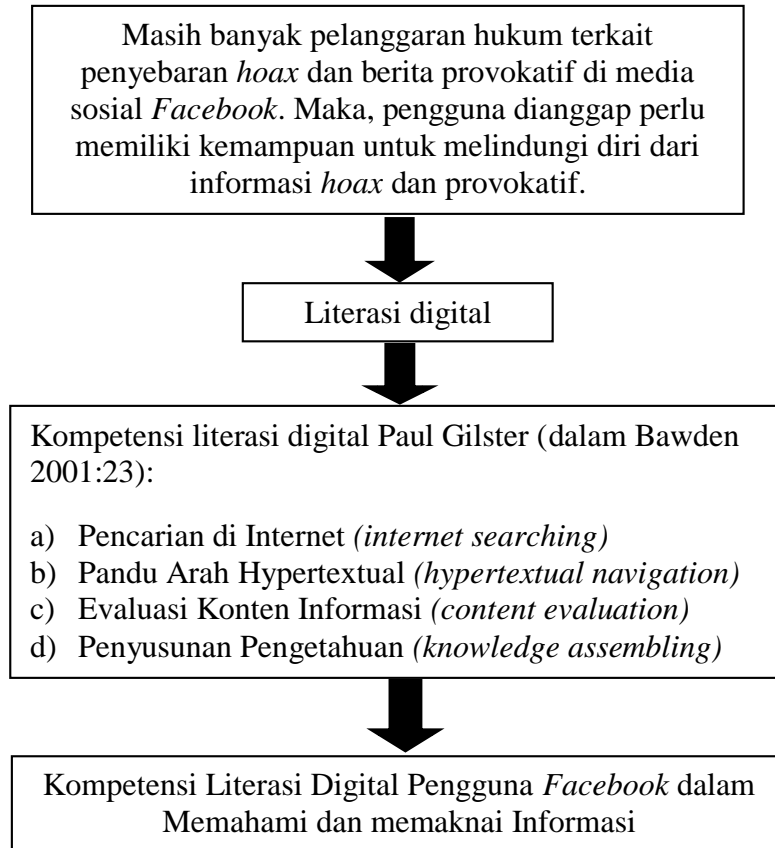 Masih banyak pelanggaran hukum terkait
penyebaran hoax dan berita provokatif di media
sosial Facebook. Maka, pengguna dianggap perlu
memiliki kemampuan untuk melindungi diri dari
informasi hoax dan provokatif.
Literasi digital
Kompetensi literasi digital Paul Gilster (dalam Bawden
2001:23):
a) Pencarian di Internet (internet searching)
b) Pandu Arah Hypertextual (hypertextual navigation)
c) Evaluasi Konten Informasi (content evaluation)
d) Penyusunan Pengetahuan (knowledge assembling)
Kompetensi Literasi Digital Pengguna Facebook dalam
Memahami dan memaknai Informasi